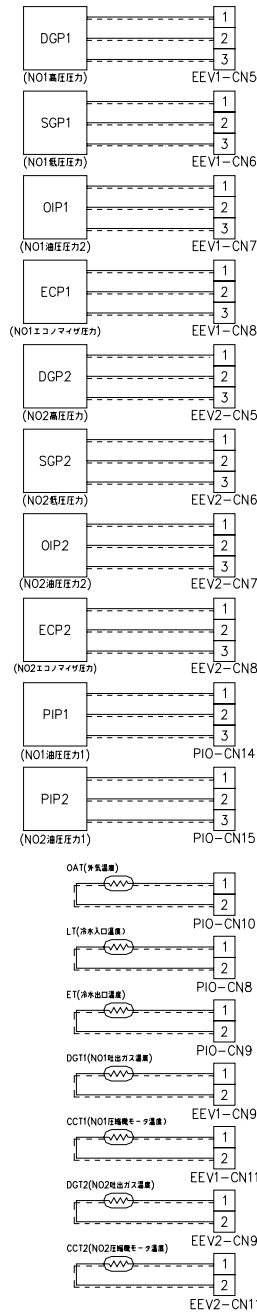 DGP1
1
2
3
(NO1高圧圧力)
EEV1-CN5
SGP1
1
2
3
(NO1低圧圧力)
EEV1-CN6
OIP1
1
2
3
(NO1油圧圧力2)
EEV1-CN7
ECP1
1
2
3
(NO1エコノマイザ圧力)
EEV1-CN8
DGP2
1
2
3
(NO2高圧圧力)
EEV2-CN5
SGP2
1
2
3
(NO2低圧圧力)
EEV2-CN6
OIP2
1
2
3
(NO2油圧圧力2)
EEV2-CN7
ECP2
1
2
3
(NO2エコノマイザ圧力)
EEV2-CN8
PIP1
1
2
3
(NO1油圧圧力1)
PIO-CN14
PIP2
1
2
3
(NO2油圧圧力1)
PIO-CN15
OAT(外気温度)
1
2
PIO-CN10
LT(冷水入口温度)
1
2
PIO-CN8
ET(冷水出口温度)
1
2
PIO-CN9
DGT1(NO1吐出ガス温度)
1
2
EEV1-CN9
CCT1(NO1圧縮機モータ温度)
1
2
EEV1-CN11
DGT2(NO2吐出ガス温度)
1
2
EEV2-CN9
CCT2(NO2圧縮機モータ温度)
1
2
EEV2-CN11